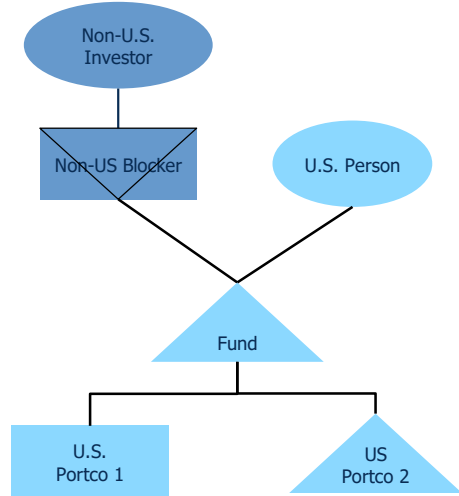 Non-U.S.
Investor
Non-US Blocker
U.S. Person
Fund
U.S.
Portco 1
US
Portco 2